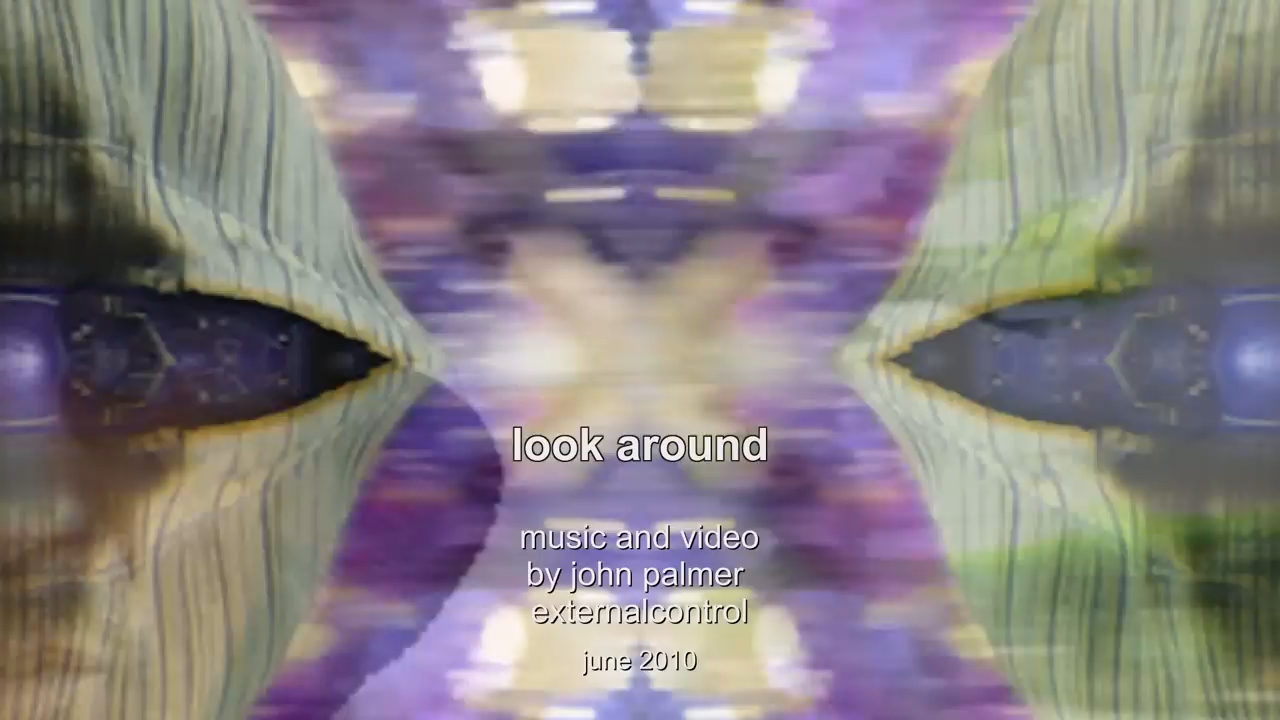 look around
music and video
by john palmer
externalcontrol
june 2010